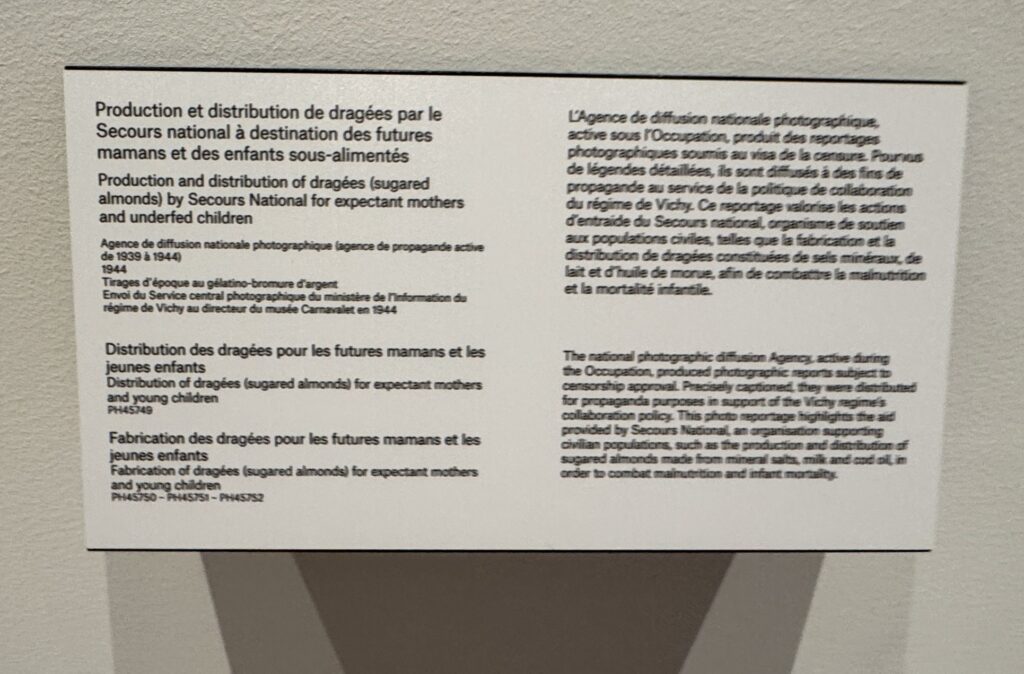 Production et distribution de dragées par le
Secours national à destination des futures
mamans et des enfants sous-alimentés
Production and distribution of dragées (sugared
almonds) by Secours National for expectant mothers
and underfed children
Agence de diffusion nationale photographique (agence de propagande active
de 1939 à 1944)
1944
Tirages d'époque au gélatino-bromure d'argent
Envoi du Service central photographique du ministère de l'Information du
régime de Vichy au directeur du musée Carnavalet en 1944
Distribution des dragées pour les futures mamans et les
jeunes enfants
Distribution of dragées (sugared almonds) for expectant mothers
and young children
PH45749
Fabrication des dragées pour les futures mamans et les
jeunes enfants
Fabrication of dragées (sugared almonds) for expectant mothers
and young children
PH45750 – PH45751 – PH45752
L'Agence de diffusion nationale photographique,
active sous l'Occupation, produit des reportages
photographiques soumis au visa de la censure. Pourvus
de légendes détaillées, ils sont diffusés à des fins de
propagande au service de la politique de collaboration
du régime de Vichy. Ce reportage valorise les actions
d'entraide du Secours national, organisme de soutien
aux populations civiles, telles que la fabrication et la
distribution de dragées constituées de sels minéraux, de
lait et d'huile de morue, afin de combattre la malnutrition
et la mortalité infantile.
The national photographic diffusion Agency, active during
the Occupation, produced photographic reports subject to
censorship approval. Precisely captioned, they were distributed
for propaganda purposes in support of the Vichy regime's
collaboration policy. This photo reportage highlights the aid
provided by Secours National, an organisation supporting
civilian populations, such as the production and distribution of
sugared almonds made from mineral salts, milk and cod oil, in
order to combat malnutrition and infant mortality.